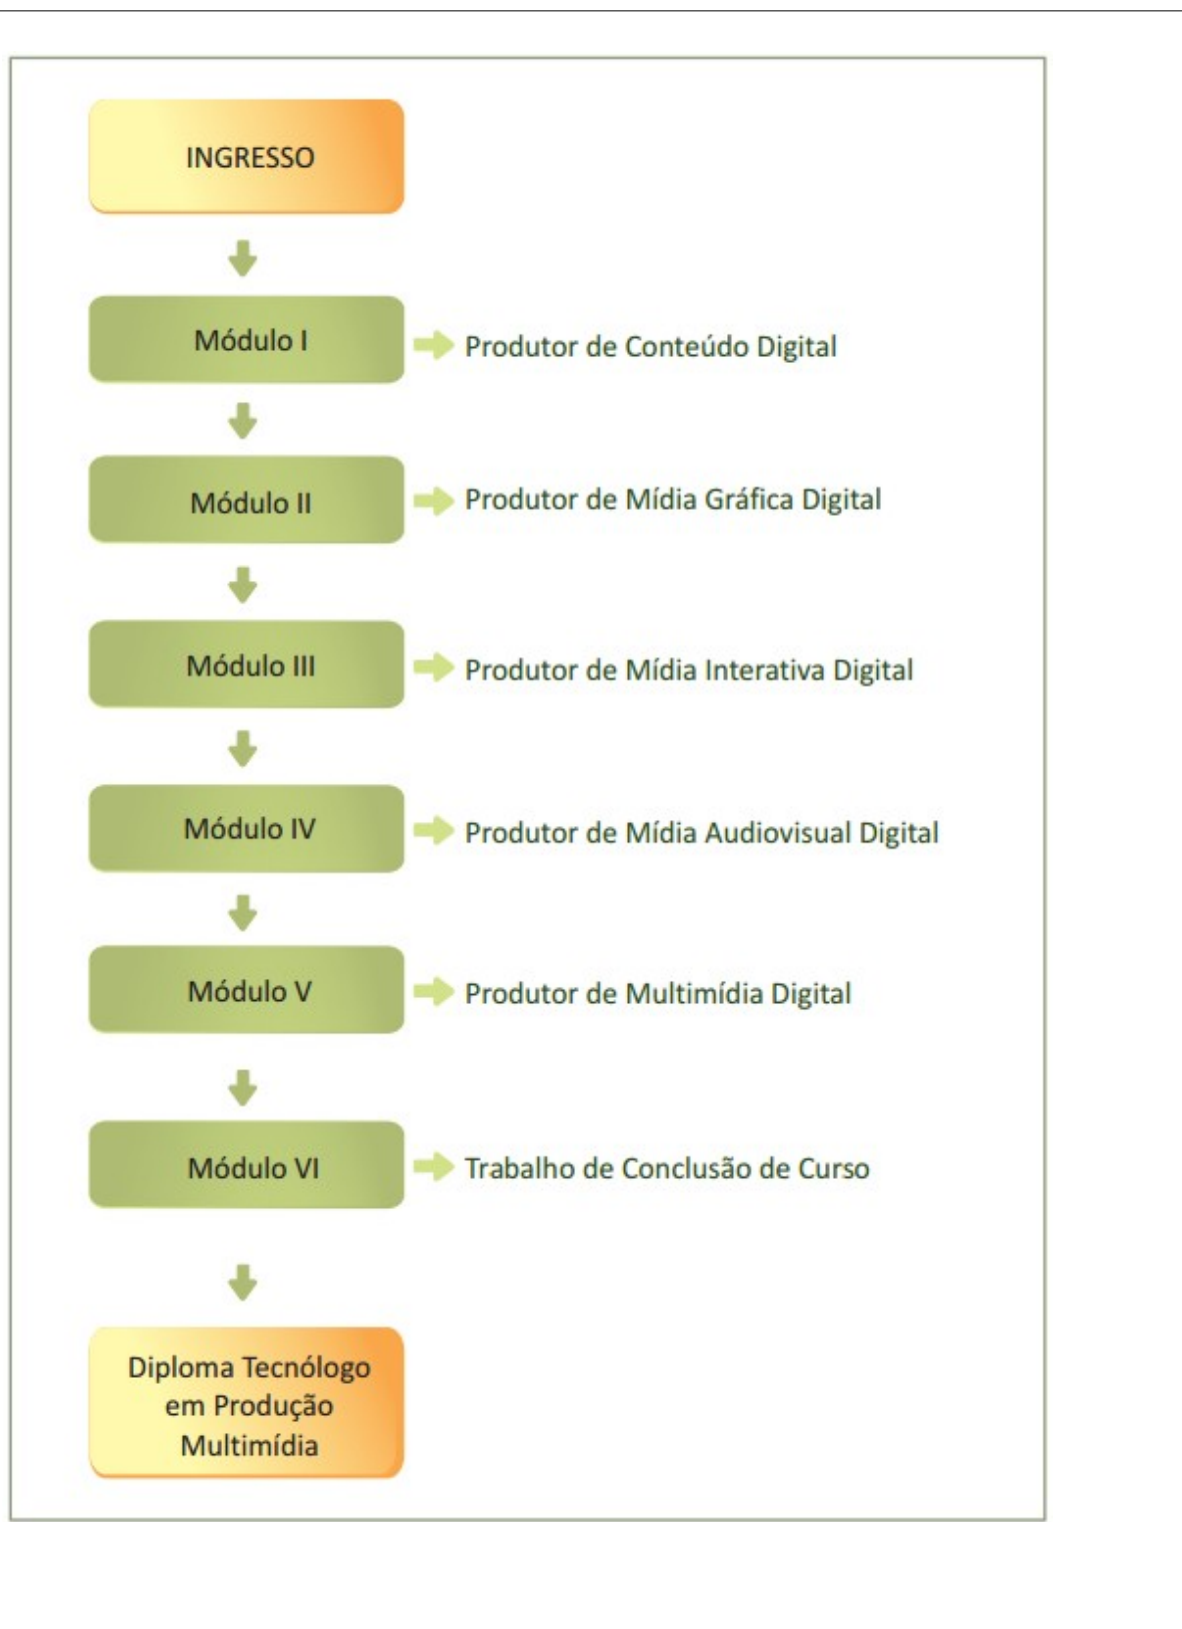 INGRESSO
Módulo I
Produtor de Conteúdo Digital
Módulo II
Produtor de Mídia Gráfica Digital
Módulo III
Produtor de Mídia Interativa Digital
Módulo IV
Produtor de Mídia Audiovisual Digital
Módulo V
Produtor de Multimídia Digital
Módulo VI
Trabalho de Conclusão de Curso
Diploma Tecnólogo
em Produção
Multimídia